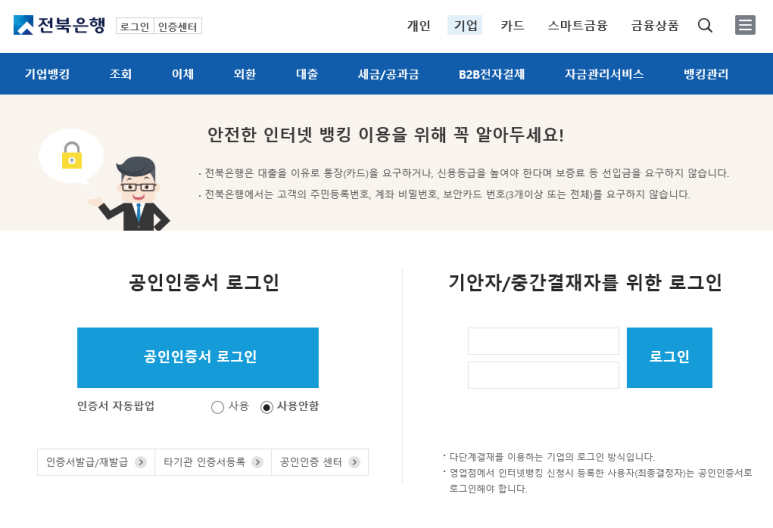 전북은행 로그인 인증센터 개인 기업 카드 스마트금융 금융상품
기업뱅킹 조회 이체 외환 대출 세금/공과금 B2B전자결제 자금관리서비스 뱅킹관리
안전한 인터넷 뱅킹 이용을 위해 꼭 알아두세요!
· 전북은행은 대출을 이유로 통장(카드)을 요구하거나, 신용등급을 높여야 한다며 보증료 등 선입금을 요구하지 않습니다.
· 전북은행에서는 고객의 주민등록번호, 계좌 비밀번호, 보안카드 번호(3개이상 또는 전체)를 요구하지 않습니다.
공인인증서 로그인
공인인증서 로그인
인증서 자동팝업 사용 사용안함
인증서발급/재발급 타기관 인증서등록 공인인증 센터
기안자/중간결재자를 위한 로그인
로그인
· 다단계결재를 이용하는 기업의 로그인 방식입니다.
· 영업점에서 인터넷뱅킹 신청시 등록한 사용자(최종결정자)는 공인인증서로
로그인해야 합니다.